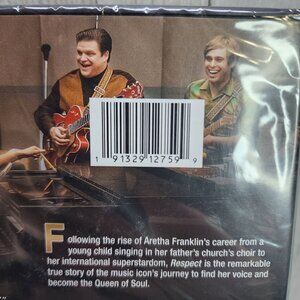 1 91329 12759 9
Following the rise of Aretha Franklin's career from a
young child singing in her father's church's choir to
her international superstardom, Respect is the remarkable
true story of the music icon's journey to find her voice and
become the Queen of Soul.